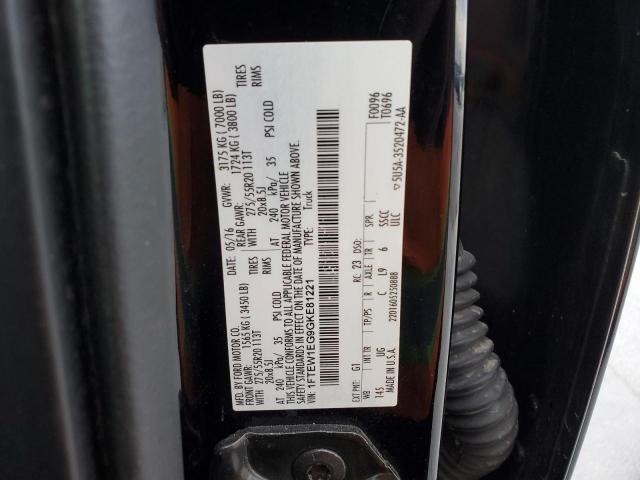 MFD. BY FORD MOTOR CO.
DATE: 05/16 GVWR: 3175 KG ( 7000 LB)
FRONT GAWR: 1565 KG ( 3450 LB) REAR GAWR: 1724 KG ( 3800 LB)
WITH 275/55R20 113T TIRES WITH 275/55R20 113T TIRES
20x8.5J RIMS 20x8.5J RIMS
AT 240 kPa/ 35 PSI COLD AT 240 kPa/ 35 PSI COLD
THIS VEHICLE CONFORMS TO ALL APPLICABLE FEDERAL MOTOR VEHICLE
SAFETY STANDARDS IN EFFECT ON THE DATE OF MANUFACTURE SHOWN ABOVE.
VIN: 1FTEW1EG9GKE81221 TYPE: Truck
F0096
T0696
EXT PNT: G1 RC: 23 DSO:
WB INT TR TP/PS R AXLE TR SPR
145 UG C L9 6 SSCC
MADE IN U.S.A. ULC
▽5U5A-3520472-AA